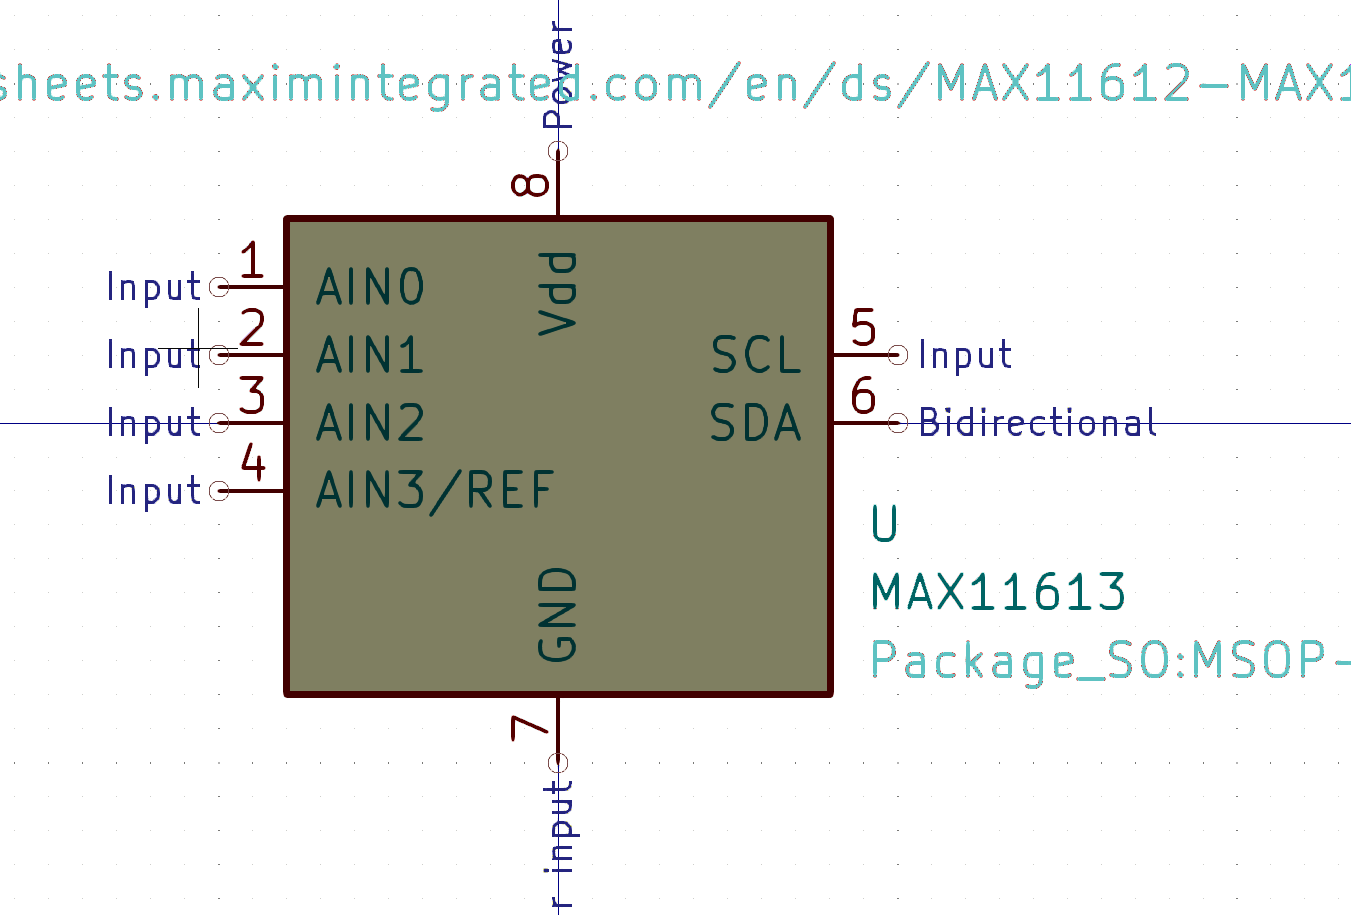 Power
sheets.maximintegrated.com/en/ds/MAX11612-MAX1
8
1
Input
AIN0
Vdd
2
Input
AIN1
SCL
5
Input
3
Input
AIN2
SDA
6
Bidirectional
4
Input
AIN3/REF
U
GND
MAX11613
Package_SO:MSOP-
7
r input